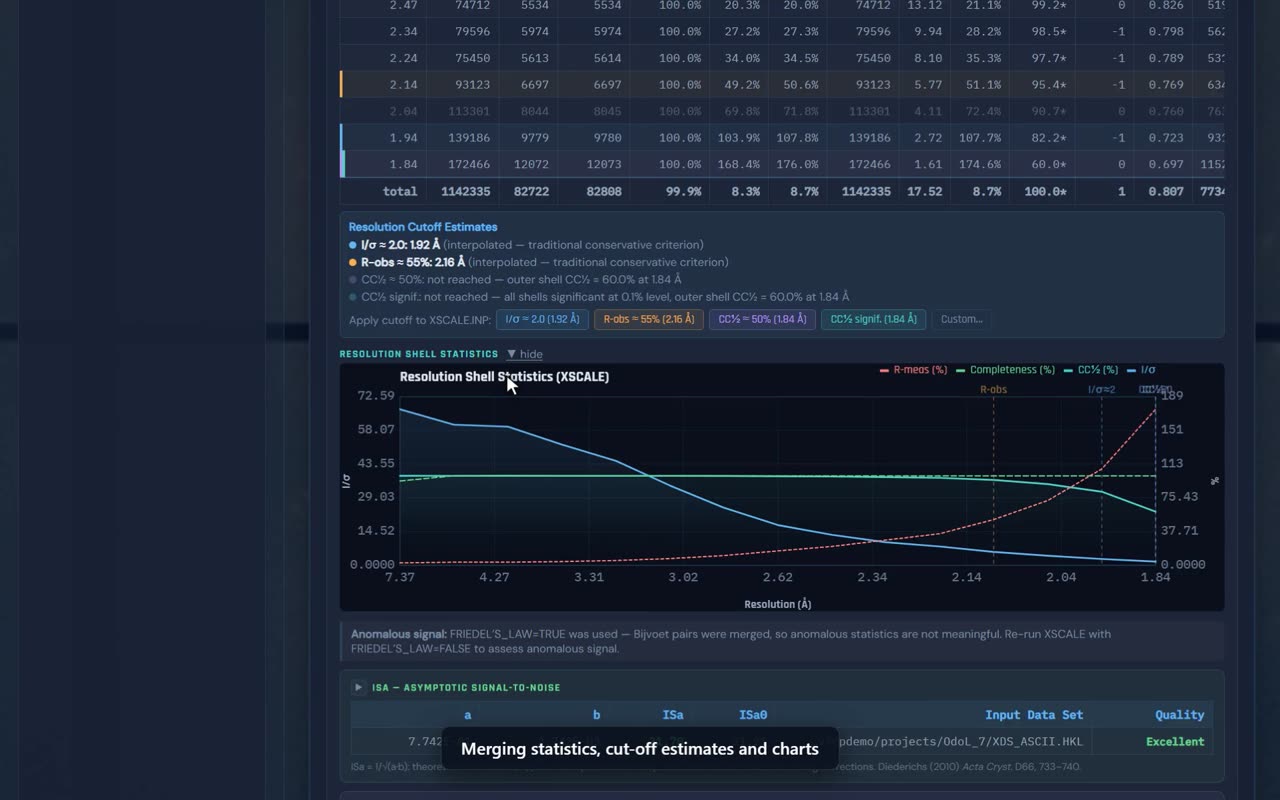 2.47 74712 5534 5534 100.0% 20.3% 20.0% 74712 13.12 21.1% 99.2* 0 0.826
2.34 79596 5974 5974 100.0% 27.2% 27.3% 79596 9.94 28.2% 98.5* -1 0.798 562
2.24 75450 5613 5614 100.0% 34.0% 34.5% 75450 8.10 35.3% 97.7* -1 0.789 531
2.14 93123 6697 6697 100.0% 49.2% 50.6% 93123 5.77 51.1% 95.4* -1 0.769 634
2.04 113301 8044 8045 100.0% 69.8% 71.8% 113301 4.11 72.4% 90.7* 0 0.760 763
1.94 139186 9779 9780 100.0% 103.9% 107.8% 139186 2.72 107.7% 82.2* -1 0.723 931
1.84 172466 12072 12073 100.0% 168.4% 176.0% 172466 1.61 174.6% 60.0* 0 0.697 1152
total 1142335 82722 82808 99.9% 8.3% 8.7% 1142335 17.52 8.7% 100.0* 1 0.807 7734
Resolution Cutoff Estimates
I/σ ≈ 2.0: 1.92 Å (interpolated — traditional conservative criterion)
R-obs ≈ 55%: 2.16 Å (interpolated — traditional conservative criterion)
CC½ ≈ 50%: not reached — outer shell CC½ = 60.0% at 1.84 Å
CC½ signif.: not reached — all shells significant at 0.1% level, outer shell CC½ = 60.0% at 1.84 Å
Apply cutoff to XSCALE.INP: I/σ ≈ 2.0 (1.92 Å) R-obs ≈ 55% (2.16 Å) CC½ ≈ 50% (1.84 Å) CC½ signif. (1.84 Å) Custom...
RESOLUTION SHELL STATISTICS ▼ hide
Resolution Shell Statistics (XSCALE)
R-meas (%) Completeness (%) CC½ (%) I/σ
R-obs I/σ≈2
72.59 189
58.07 151
43.55 113
29.03 75.43
14.52 37.71
0.0000 0.0000
I/σ %
7.37 4.27 3.31 3.02 2.62 2.34 2.14 2.04 1.84
Resolution (Å)
Anomalous signal: FRIEDEL'S_LAW=TRUE was used — Bijvoet pairs were merged, so anomalous statistics are not meaningful. Re-run XSCALE with
FRIEDEL'S_LAW=FALSE to assess anomalous signal.
▶ ISA — ASYMPTOTIC SIGNAL-TO-NOISE
a b ISa ISa0 Input Data Set Quality
7.742 pdemo/projects/OdoL_7/XDS_ASCII.HKL Excellent
Merging statistics, cut-off estimates and charts
ISa = 1/√(a·b): Diederichs (2010) Acta Cryst. D66, 733–740.